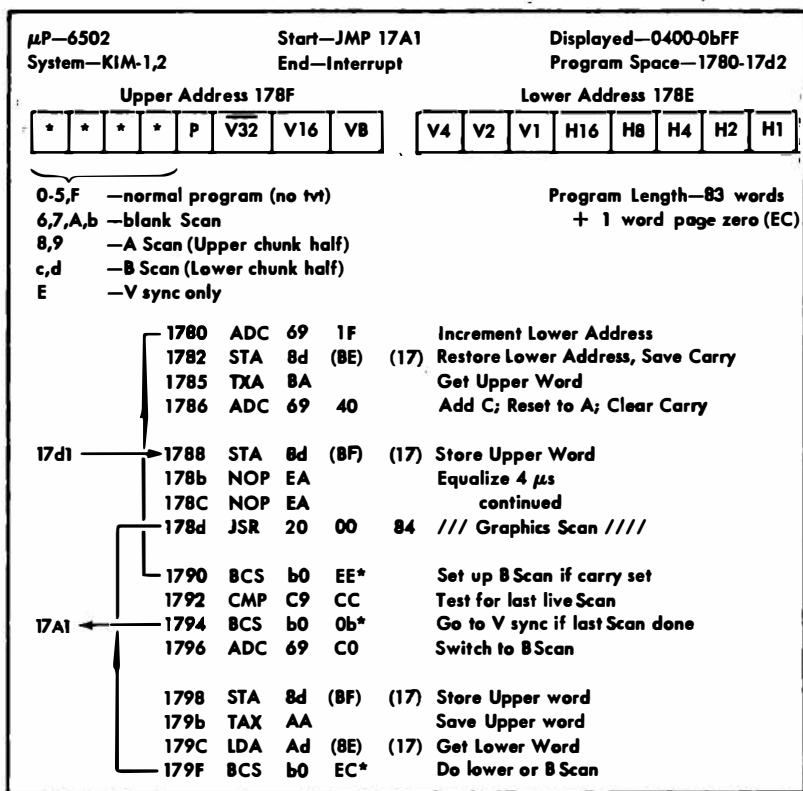 μP—6502 Start—JMP 17A1 Displayed—0400-0bFF
System—KIM-1,2 End—Interrupt Program Space—1780-17d2
Upper Address 178F Lower Address 178E
* * * * P V32 V16 VB V4 V2 V1 H16 H8 H4 H2 H1
0-5,F —normal program (no tvt) Program Length—83 words
6,7,A,b —blank Scan + 1 word page zero (EC)
8,9 —A Scan (Upper chunk half)
c,d —B Scan (Lower chunk half)
E —V sync only
1780 ADC 69 1F Increment Lower Address
1782 STA 8d (BE) (17) Restore Lower Address, Save Carry
1785 TXA BA Get Upper Word
1786 ADC 69 40 Add C; Reset to A; Clear Carry
17d1 1788 STA 8d (BF) (17) Store Upper Word
178b NOP EA Equalize 4 μs
178C NOP EA continued
178d JSR 20 00 84 /// Graphics Scan ////
1790 BCS b0 EE* Set up B Scan if carry set
1792 CMP C9 CC Test for last live Scan
17A1 1794 BCS b0 0b* Go to V sync if last Scan done
1796 ADC 69 C0 Switch to B Scan
1798 STA 8d (BF) (17) Store Upper word
179b TAX AA Save Upper word
179C LDA Ad (8E) (17) Get Lower Word
179F BCS b0 EC* Do lower or B Scan